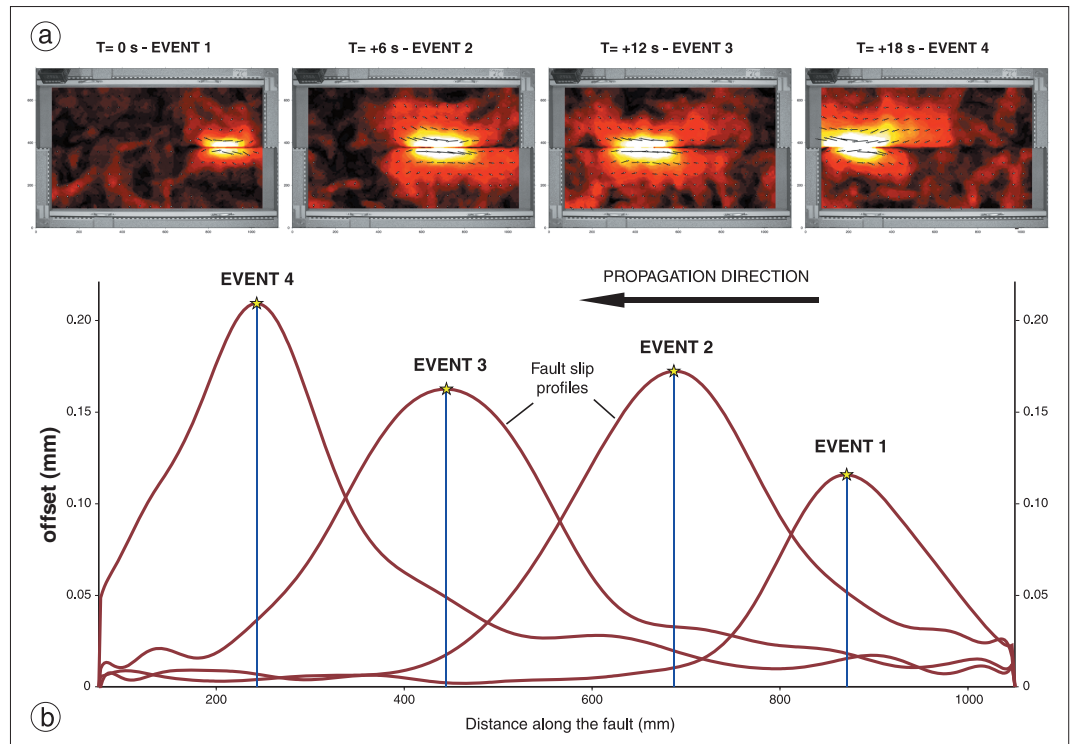 a
T= 0 s - EVENT 1
T= +6 s - EVENT 2
T= +12 s - EVENT 3
T= +18 s - EVENT 4
PROPAGATION DIRECTION
EVENT 4
EVENT 3
EVENT 2
EVENT 1
Fault slip
profiles
offset (mm)
0.20
0.15
0.10
0.05
0
0.20
0.15
0.10
0.05
0
200
400
600
800
1000
Distance along the fault (mm)
b